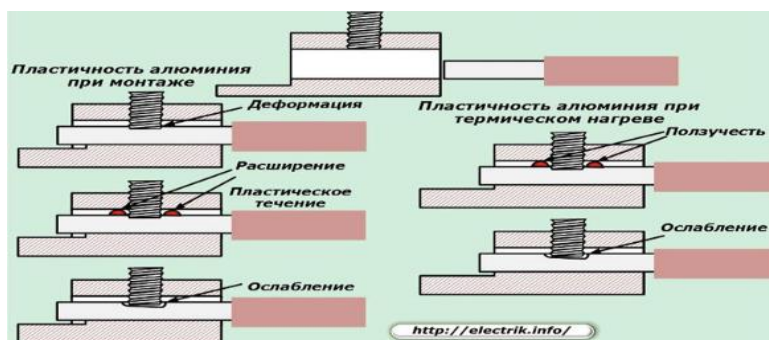 Пластичность алюминия
при монтаже
Деформация
Расширение
Пластическое
течение
Ослабление
Пластичность алюминия при
термическом нагреве
Ползучесть
Ослабление
http://electrik.info/